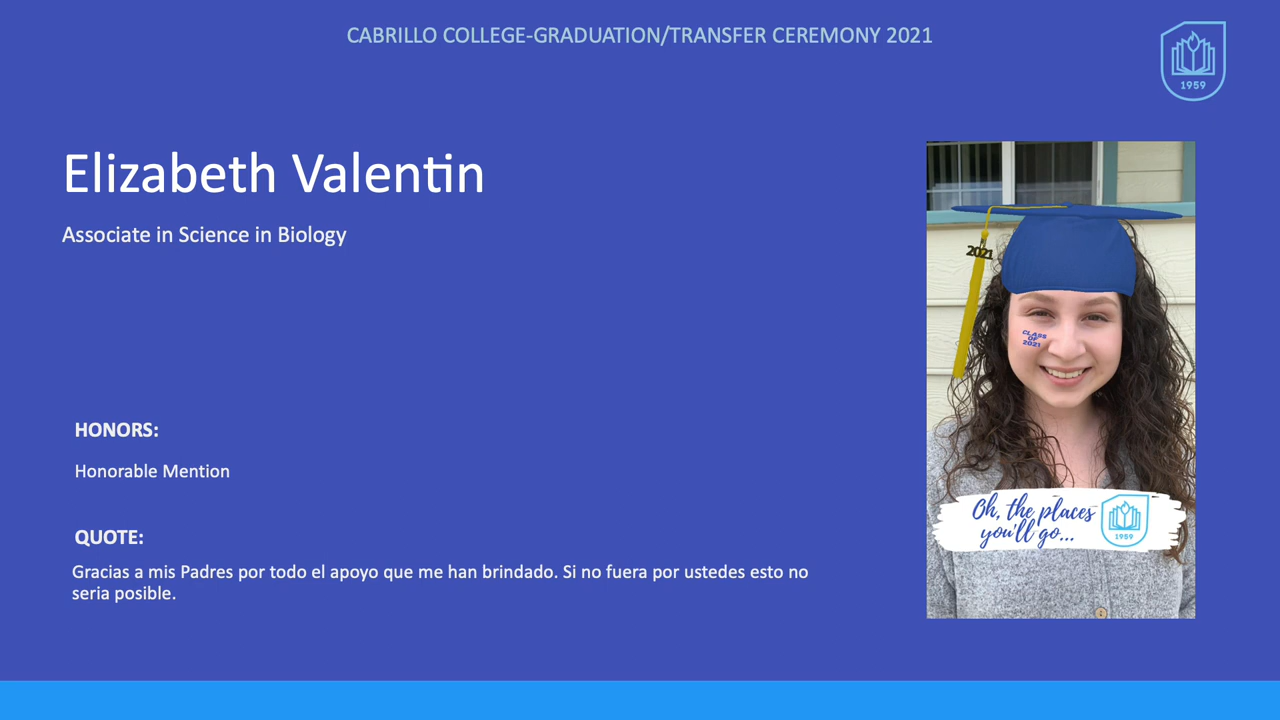 CABRILLO COLLEGE-GRADUATION/TRANSFER CEREMONY 2021
1959
Elizabeth Valentin
Associate in Science in Biology
2021
CLASS
OF
2021
HONORS:
Honorable Mention
Oh, the places
you'll go...
1959
QUOTE:
Gracias a mis Padres por todo el apoyo que me han brindado. Si no fuera por ustedes esto no
seria posible.